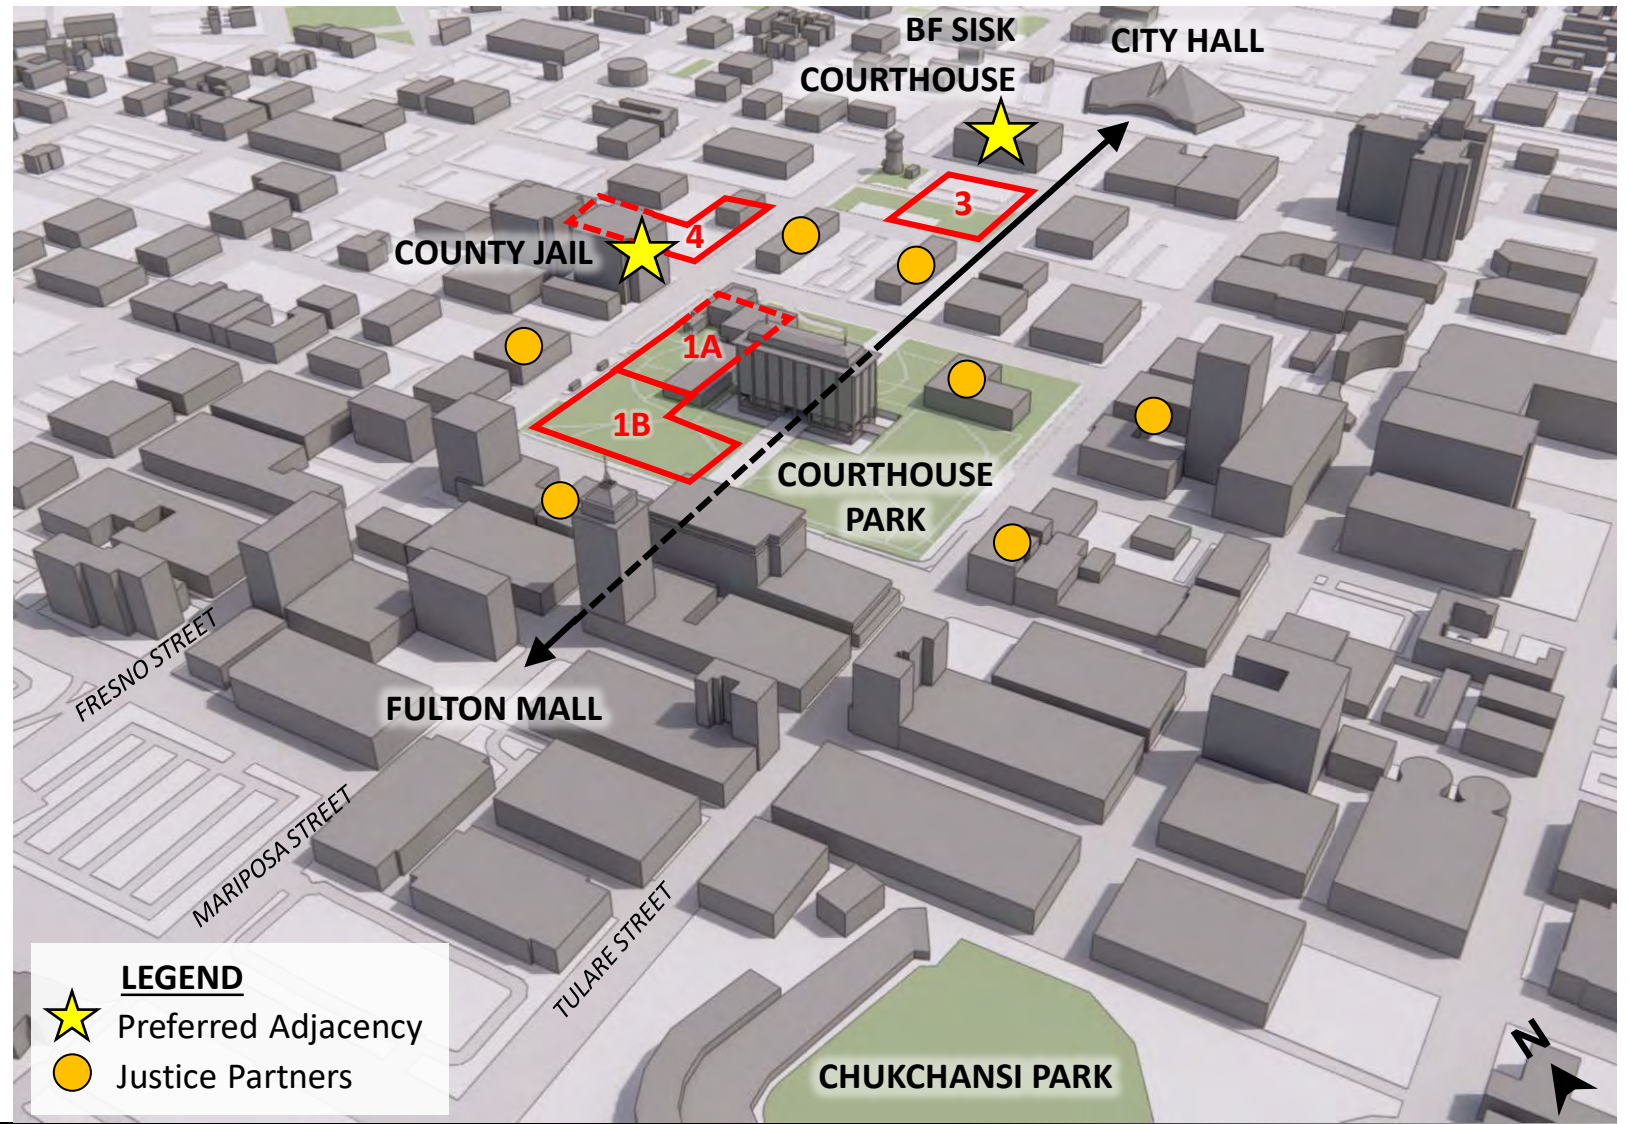 BF SISK
COURTHOUSE
CITY HALL
3
4
COUNTY JAIL
1A
1B
COURTHOUSE
PARK
FRESNO STREET
FULTON MALL
MARIPOSA STREET
TULARE STREET
LEGEND
Preferred Adjacency
Justice Partners
CHUKCHANSI PARK
N